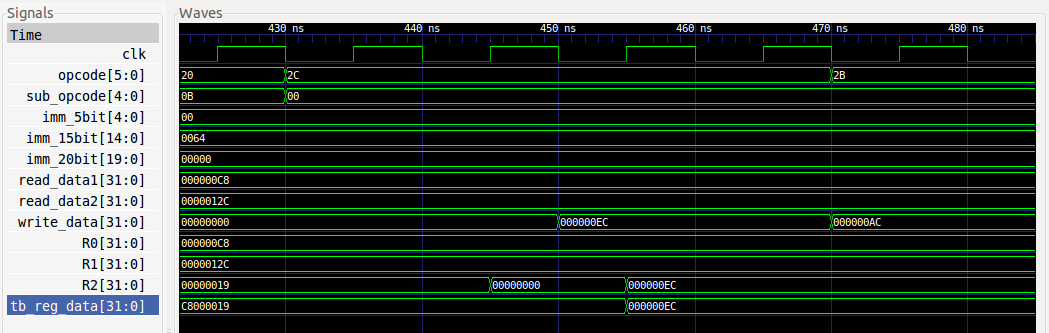 Signals Waves
Time 430 ns 440 ns 450 ns 460 ns 470 ns 480 ns
clk
opcode[5:0] 20 2C 2B
sub_opcode[4:0] 0B 00
imm_5bit[4:0] 00
imm_15bit[14:0] 0064
imm_20bit[19:0] 00000
read_data1[31:0] 000000C8
read_data2[31:0] 0000012C
write_data[31:0] 00000000 000000EC 000000AC
R0[31:0] 000000C8
R1[31:0] 0000012C
R2[31:0] 00000019 00000000 000000EC
tb_reg_data[31:0] C8000019 000000EC